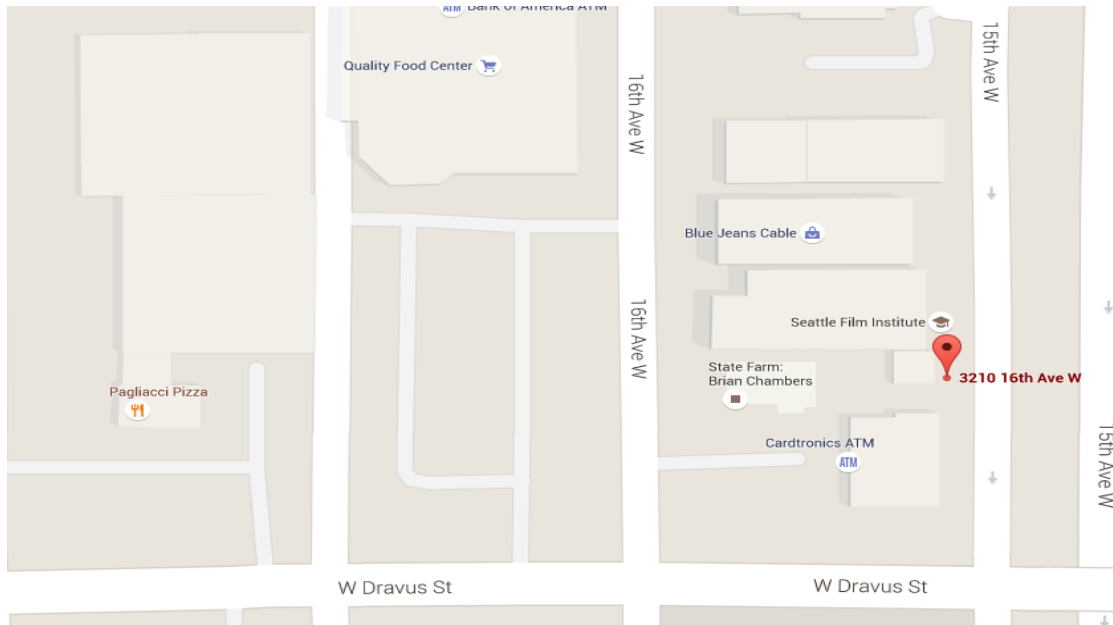 ATM Bank of America ATM
Quality Food Center
16th Ave W
15th Ave W
Blue Jeans Cable
16th Ave W
Seattle Film Institute
State Farm:
Brian Chambers
3210 16th Ave W
Pagliacci Pizza
Cardtronics ATM
ATM
15th Ave W
W Dravus St
W Dravus St